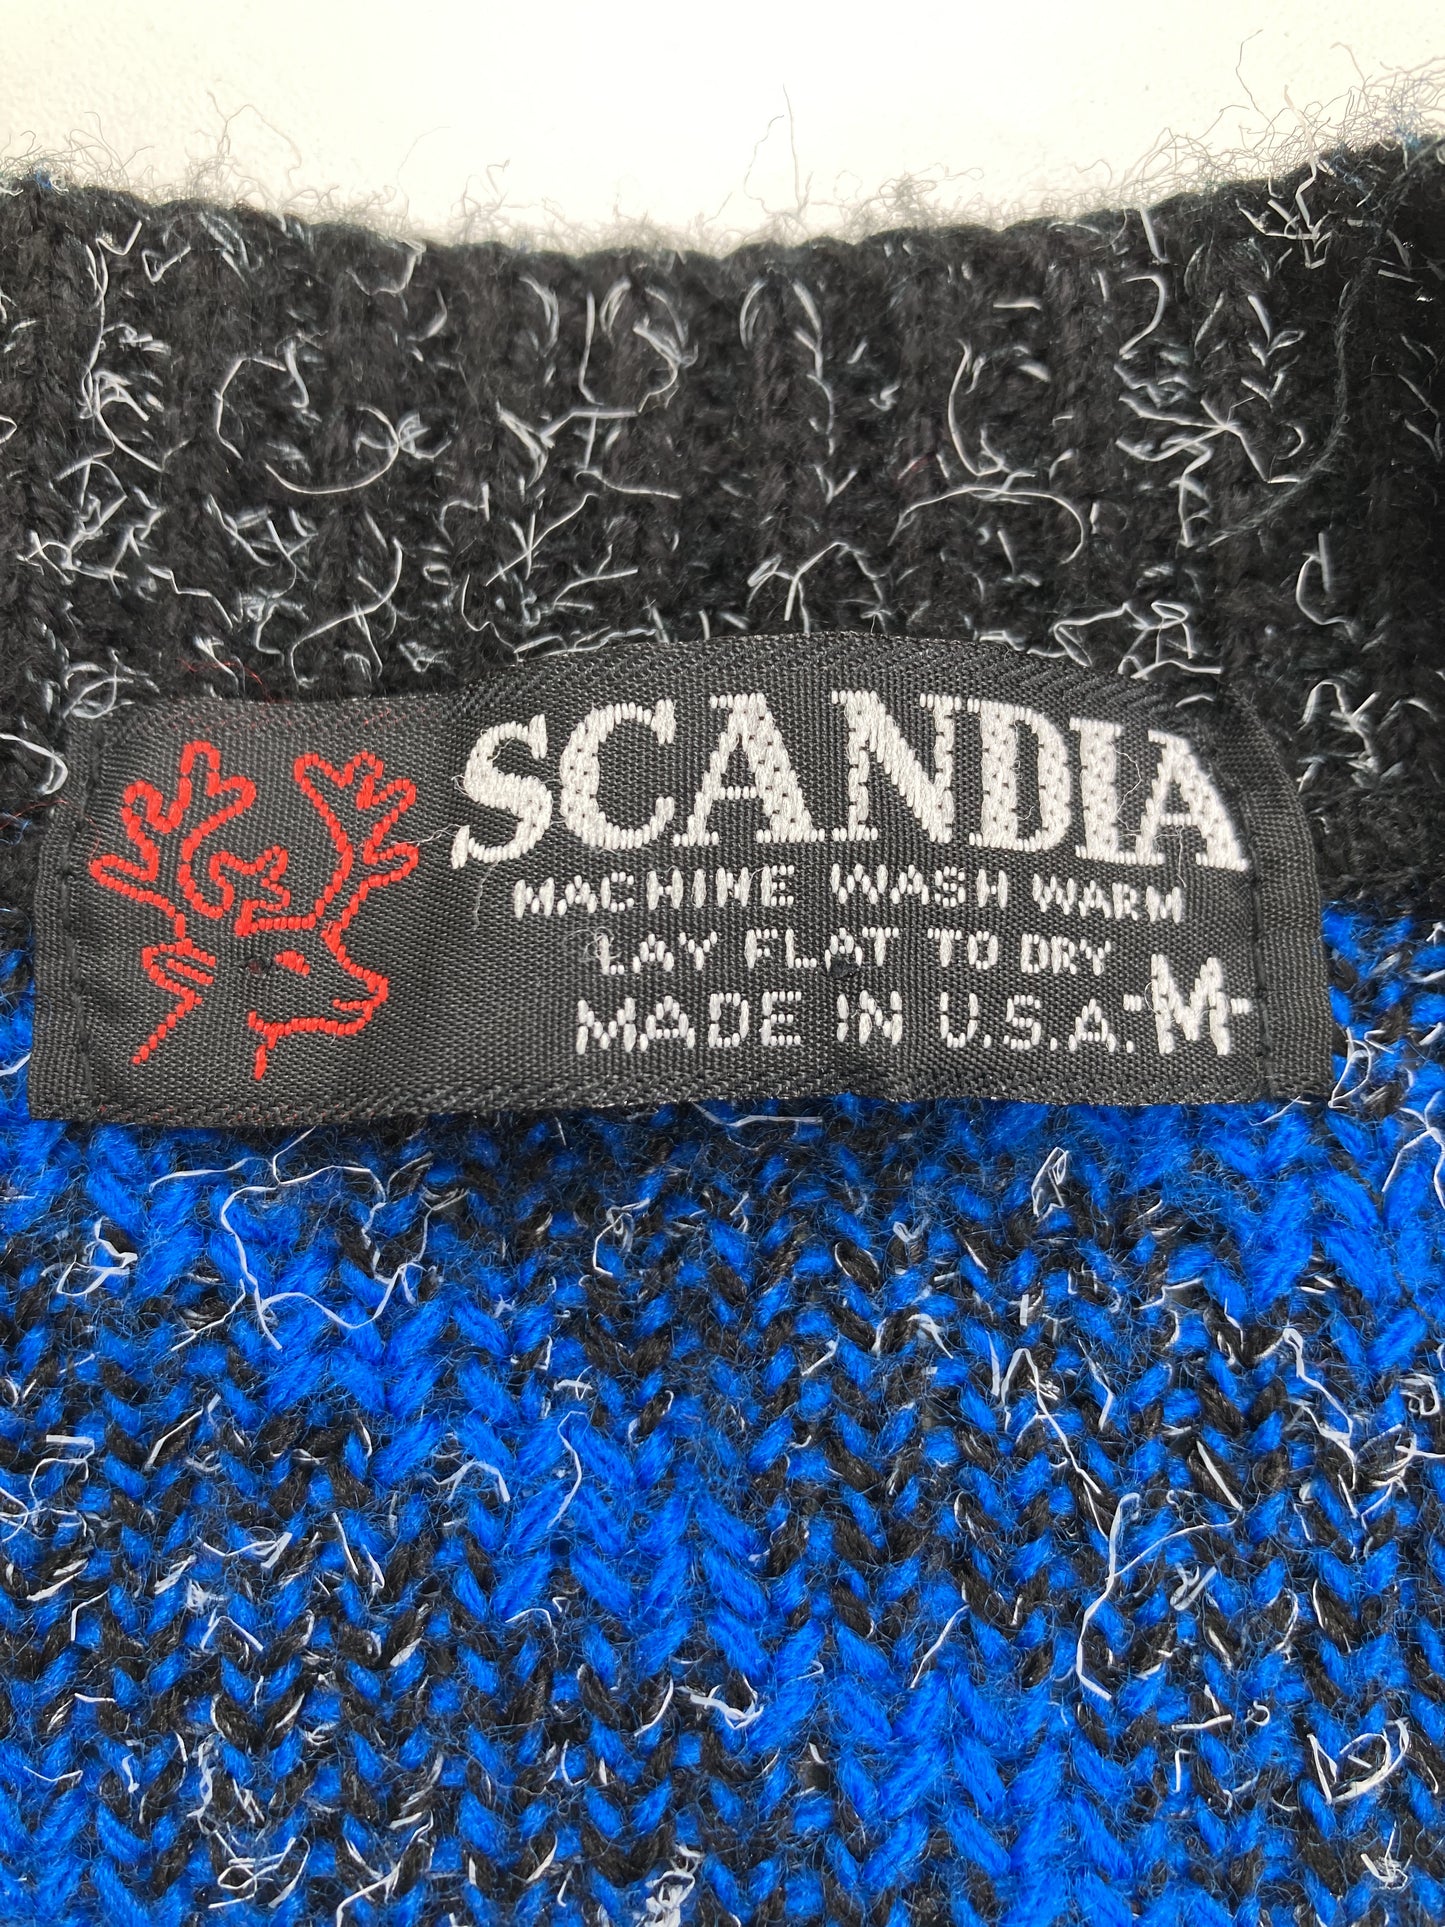 SCANDIA
MACHINE WASH WARM
LAY FLAT TO DRY
MADE IN U.S.A. -M-